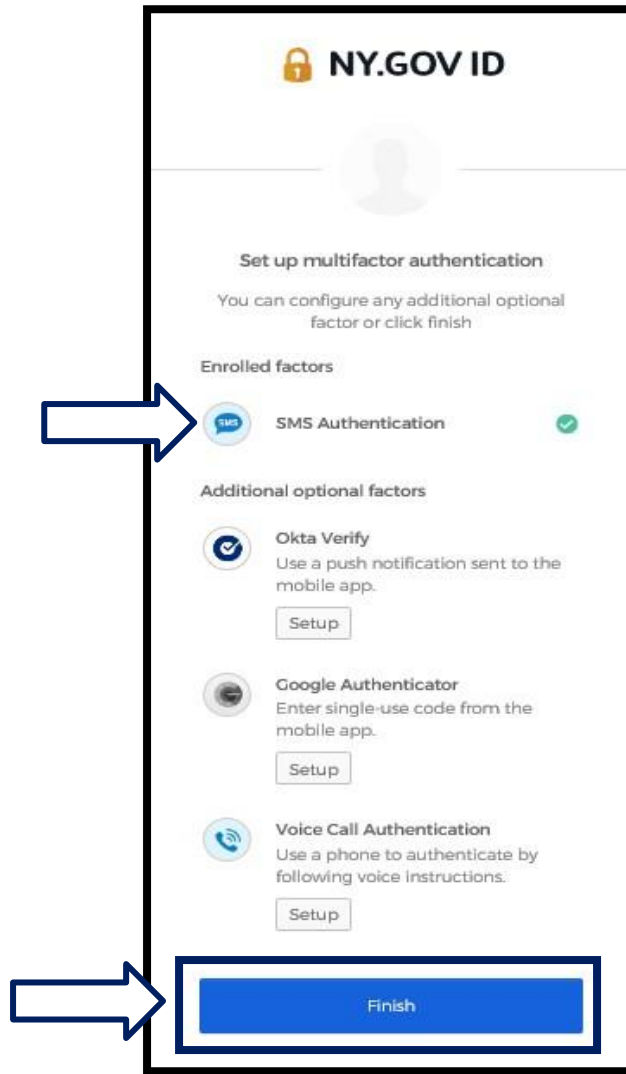 NY.GOV ID
Set up multifactor authentication
You can configure any additional optional
factor or click finish
Enrolled factors
SMS
SMS Authentication
Additional optional factors
Okta Verify
Use a push notification sent to the
mobile app.
Setup
Google Authenticator
Enter single-use code from the
mobile app.
Setup
Voice Call Authentication
Use a phone to authenticate by
following voice instructions.
Setup
Finish